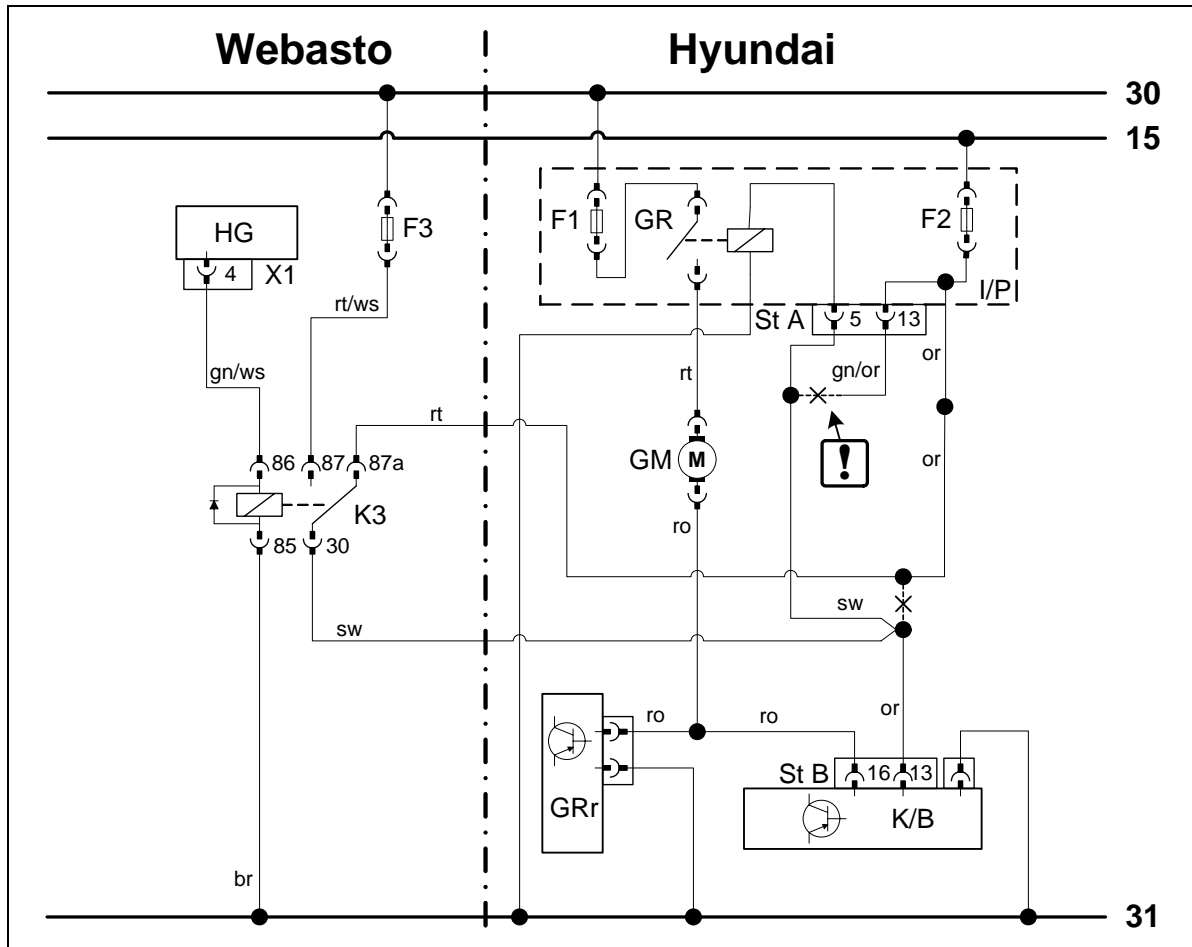 Webasto Hyundai
30
15
HG
4 X1
F3
F1 GR F2
I/P
St A 5 13
rt/ws
gn/ws
rt
gn/or
or
rt
!
86 87 87a
GM M
or
K3
85 30
ro
sw
sw
ro ro or
St B 16 13
GRr
K/B
br
31